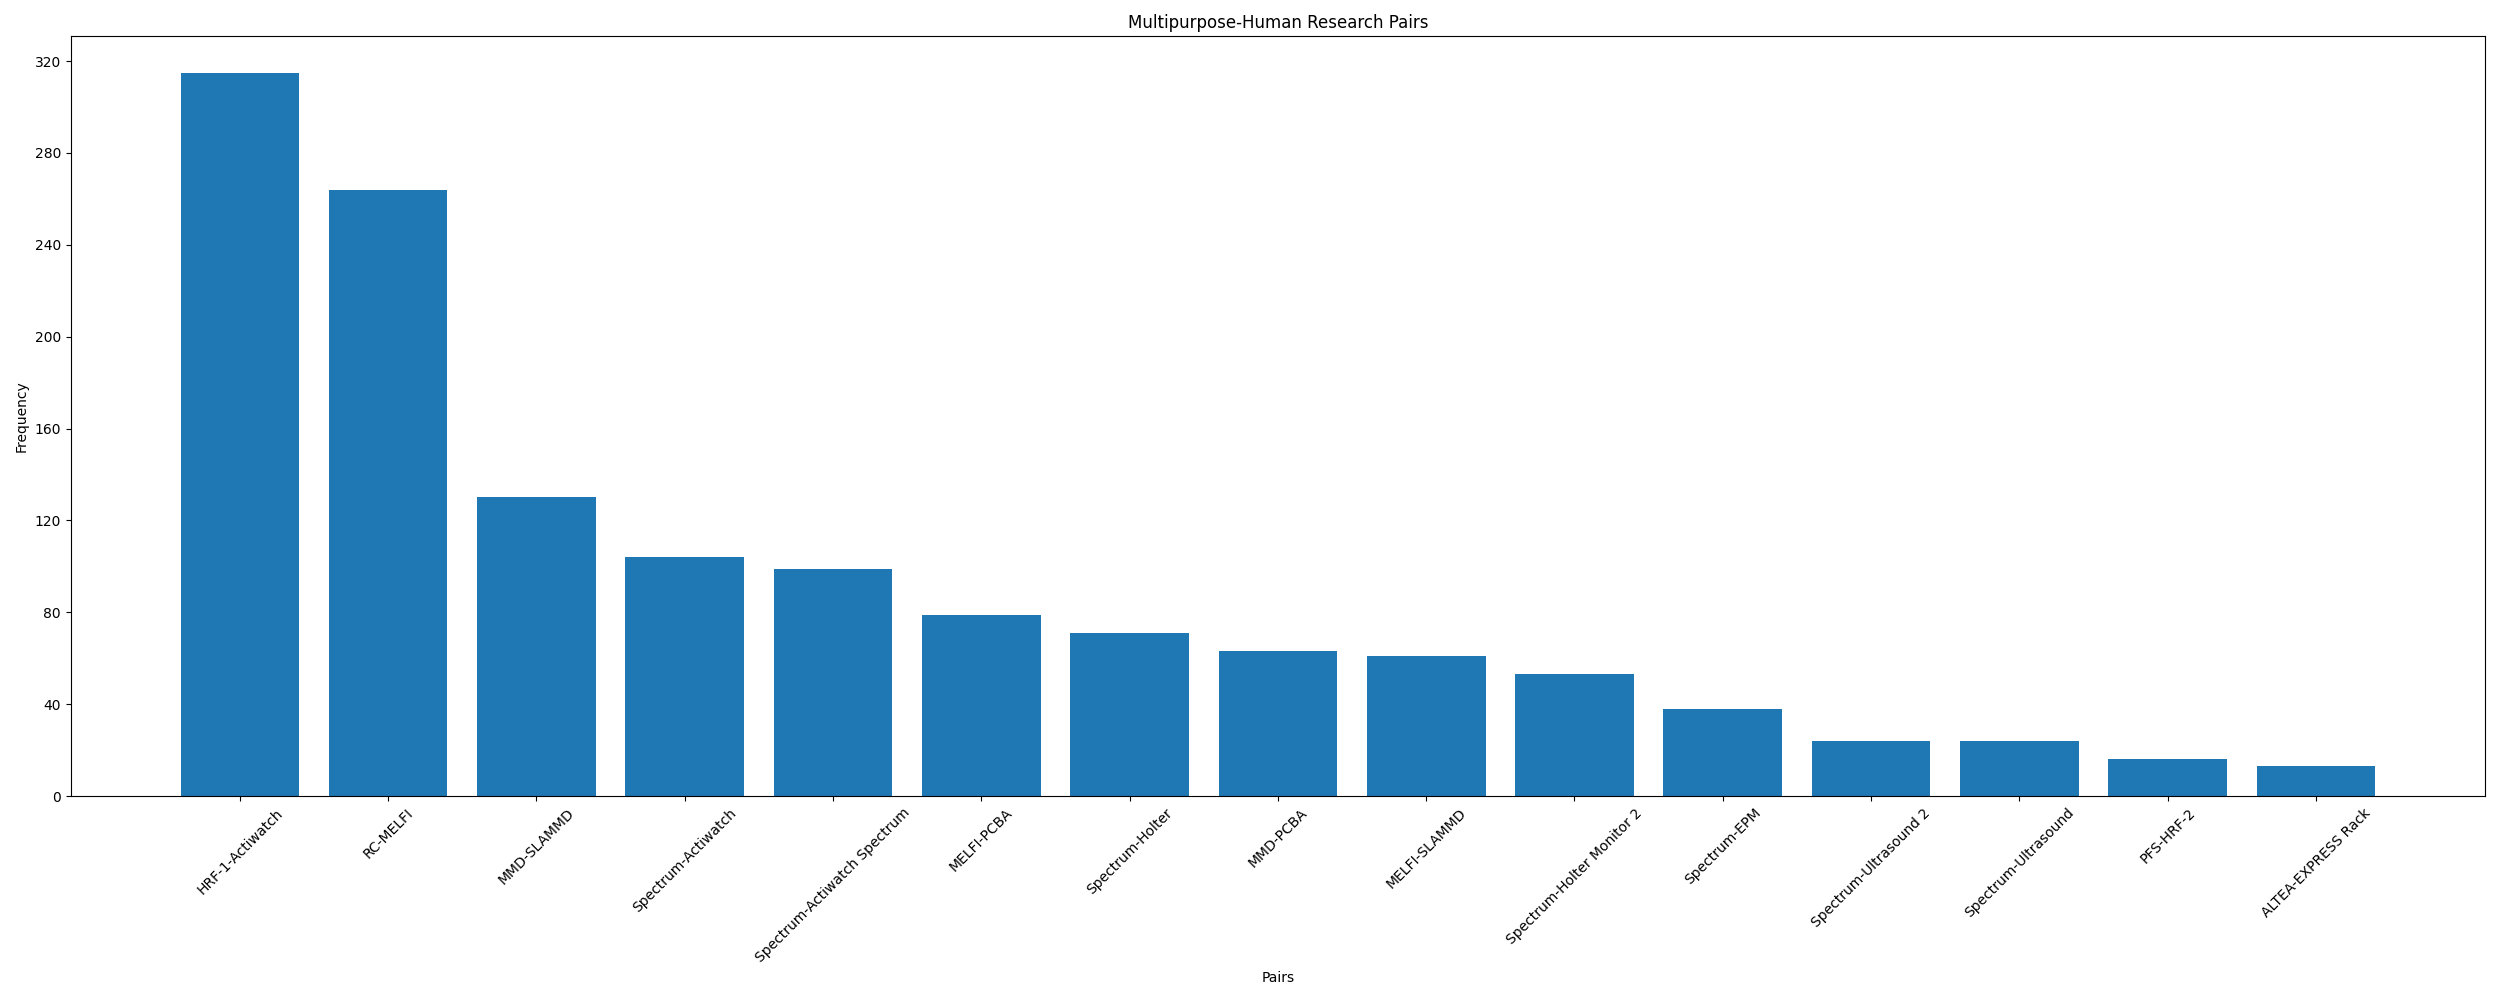 Multipurpose-Human Research Pairs
320
280
240
200
160
120
80
40
0
Frequency
HRF-1-Actiwatch
RC-MELFI
MMD-SLAMMD
Spectrum-Actiwatch
Spectrum-Actiwatch Spectrum
MELFI-PCBA
Spectrum-Holter
MMD-PCBA
MELFI-SLAMMD
Spectrum-Holter Monitor 2
Spectrum-EPM
Spectrum-Ultrasound 2
Spectrum-Ultrasound
PFS-HRF-2
ALTEA-EXPRESS Rack
Pairs